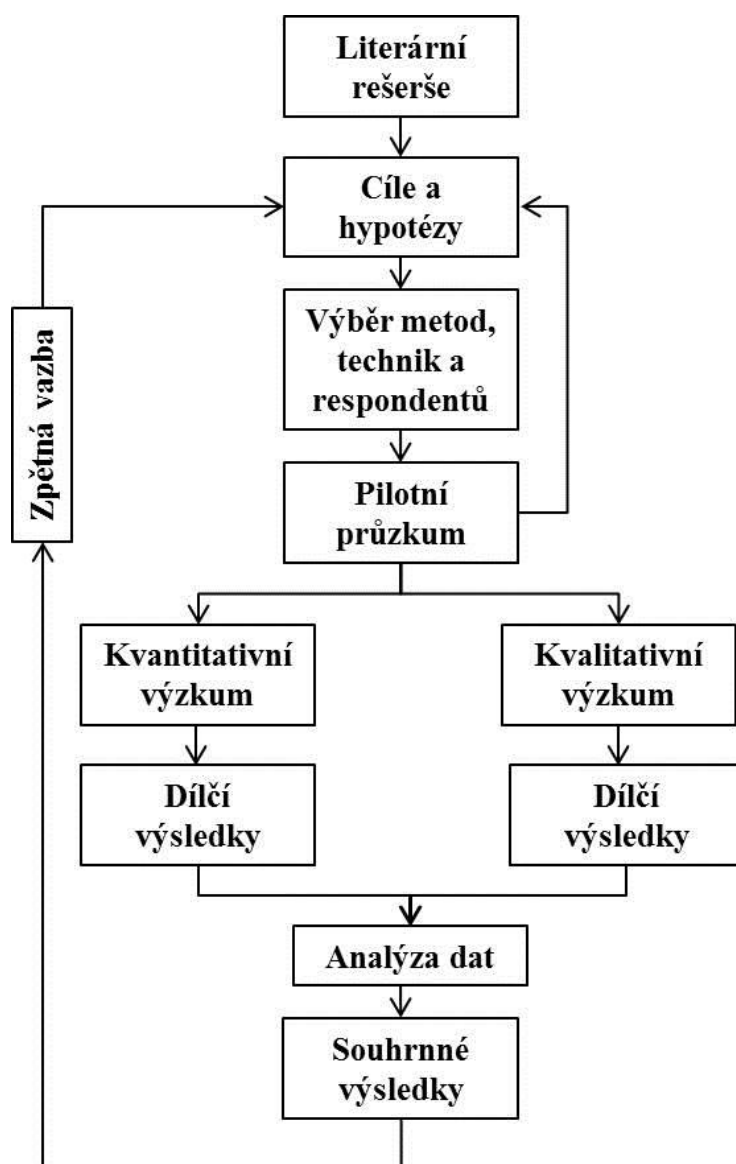 Literární
rešerše
Cíle a
hypotézy
Výběr metod,
technik a
respondentů
Zpětná vazba
Pilotní
průzkum
Kvantitativní
výzkum
Kvalitativní
výzkum
Dílčí
výsledky
Dílčí
výsledky
Analýza dat
Souhrnné
výsledky